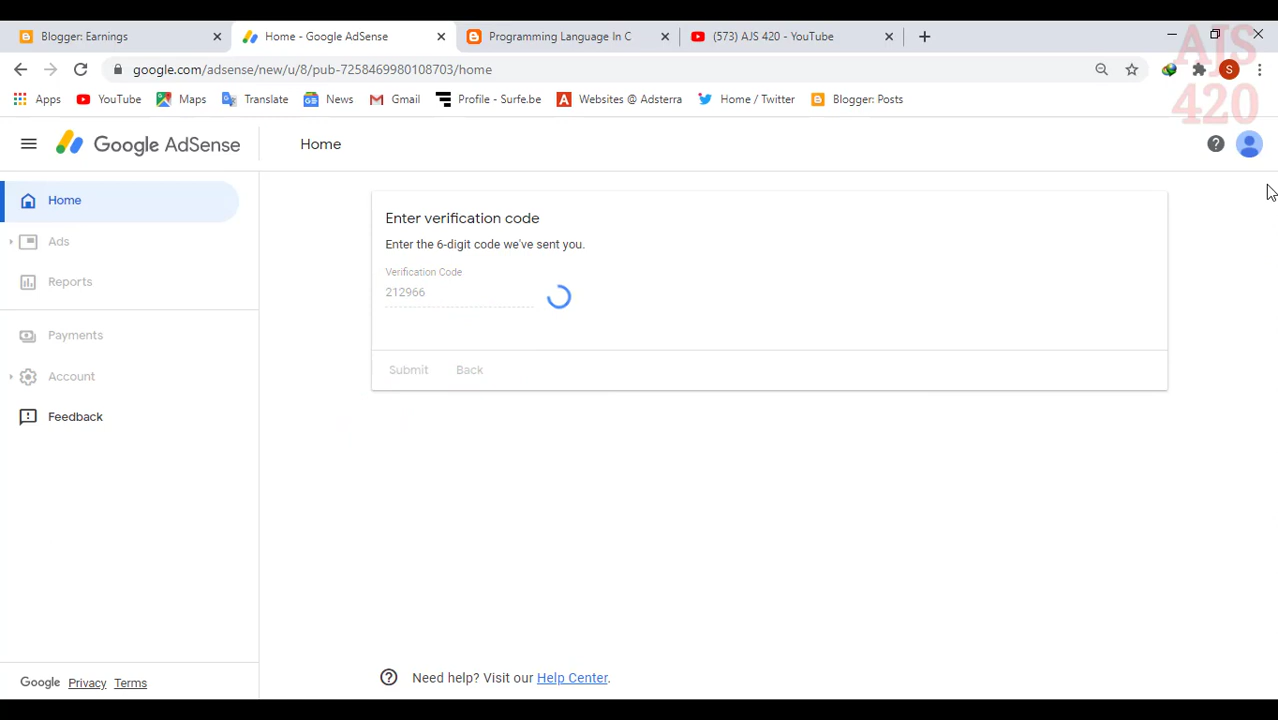 Blogger: Earnings
Home - Google AdSense
Programming Language In C
(573) AJS 420 - YouTube
google.com/adsense/new/u/8/pub-7258469980108703/home
S
Apps
YouTube
Maps
Translate
News
Gmail
Profile - Surfe.be
Websites @ Adsterra
Home / Twitter
Blogger: Posts
AJS
420
Google AdSense
Home
Home
Ads
Reports
Payments
Account
Feedback
Enter verification code
Enter the 6-digit code we've sent you.
Verification Code
212966
Submit
Back
Google
Privacy
Terms
Need help? Visit our Help Center.